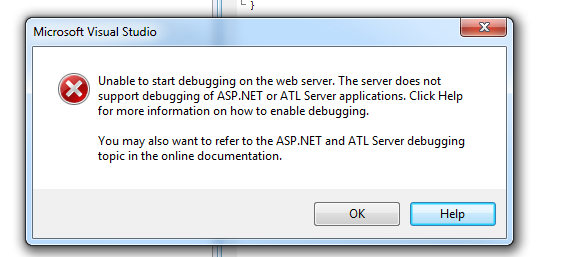 }
Microsoft Visual Studio
Unable to start debugging on the web server. The server does not
support debugging of ASP.NET or ATL Server applications. Click Help
for more information on how to enable debugging.
You may also want to refer to the ASP.NET and ATL Server debugging
topic in the online documentation.
OK
Help